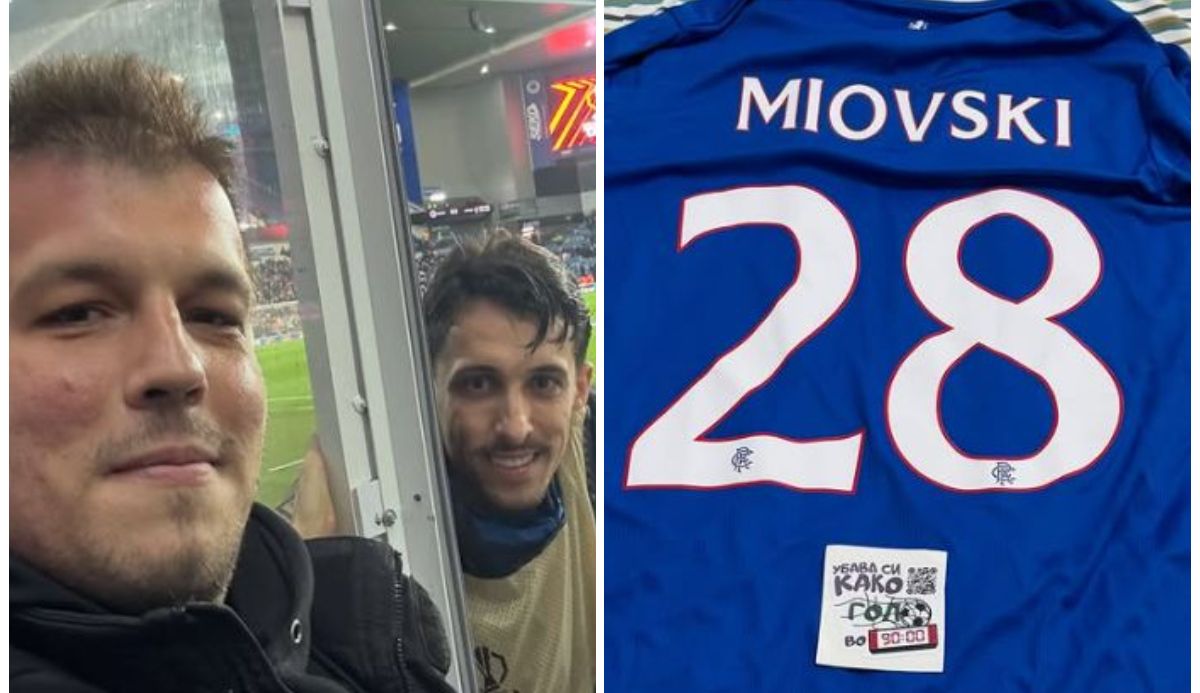 MIOVSKI
28
УБАВА СИ
КАКО
ГОЛ
ВО 90:00